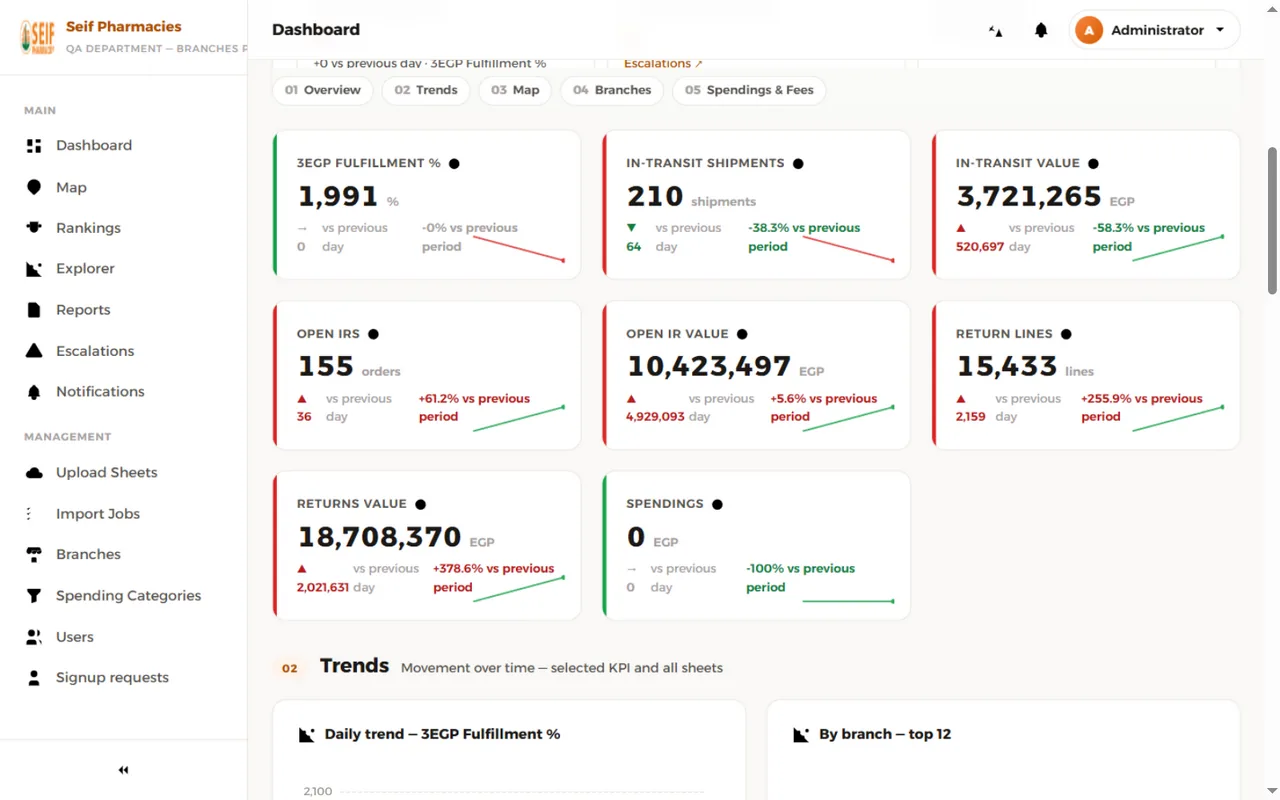 SEIF
Seif Pharmacies
QA DEPARTMENT — BRANCHES
MAIN
Dashboard
Map
Rankings
Explorer
Reports
Escalations
Notifications
MANAGEMENT
Upload Sheets
Import Jobs
Branches
Spending Categories
Users
Signup requests
Dashboard
A Administrator
+0 vs previous day · 3EGP Fulfillment %
Escalations ↗
01 Overview
02 Trends
03 Map
04 Branches
05 Spendings & Fees
3EGP FULFILLMENT %
1,991 %
→ 0 vs previous day
-0% vs previous period
IN-TRANSIT SHIPMENTS
210 shipments
▼ 64 vs previous day
-38.3% vs previous period
IN-TRANSIT VALUE
3,721,265 EGP
▲ 520,697 vs previous day
-58.3% vs previous period
OPEN IRS
155 orders
▲ 36 vs previous day
+61.2% vs previous period
OPEN IR VALUE
10,423,497 EGP
▲ 4,929,093 vs previous day
+5.6% vs previous period
RETURN LINES
15,433 lines
▲ 2,159 vs previous day
+255.9% vs previous period
RETURNS VALUE
18,708,370 EGP
▲ 2,021,631 vs previous day
+378.6% vs previous period
SPENDINGS
0 EGP
→ 0 vs previous day
-100% vs previous period
02 Trends Movement over time — selected KPI and all sheets
Daily trend — 3EGP Fulfillment %
2,100
By branch — top 12